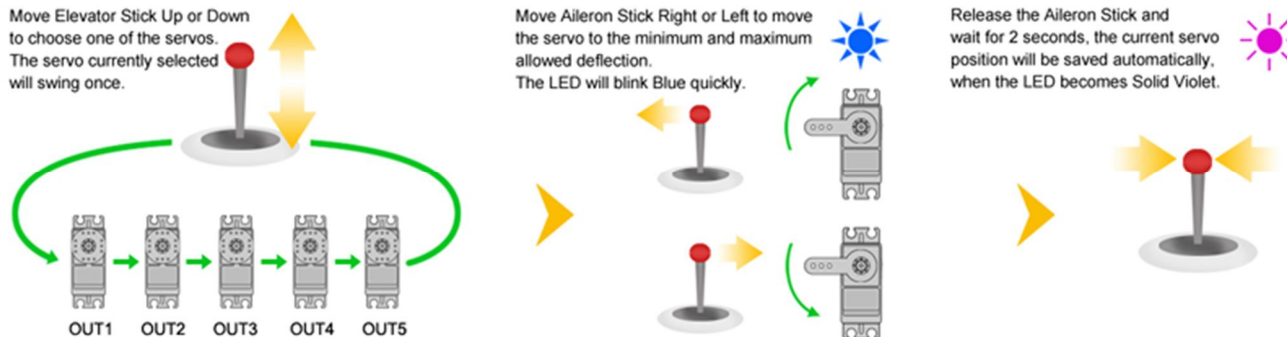 Move Elevator Stick Up or Down
to choose one of the servos.
The servo currently selected
will swing once.
OUT1 OUT2 OUT3 OUT4 OUT5
Move Aileron Stick Right or Left to move
the servo to the minimum and maximum
allowed deflection.
The LED will blink Blue quickly.
Release the Aileron Stick and
wait for 2 seconds, the current servo
position will be saved automatically,
when the LED becomes Solid Violet.